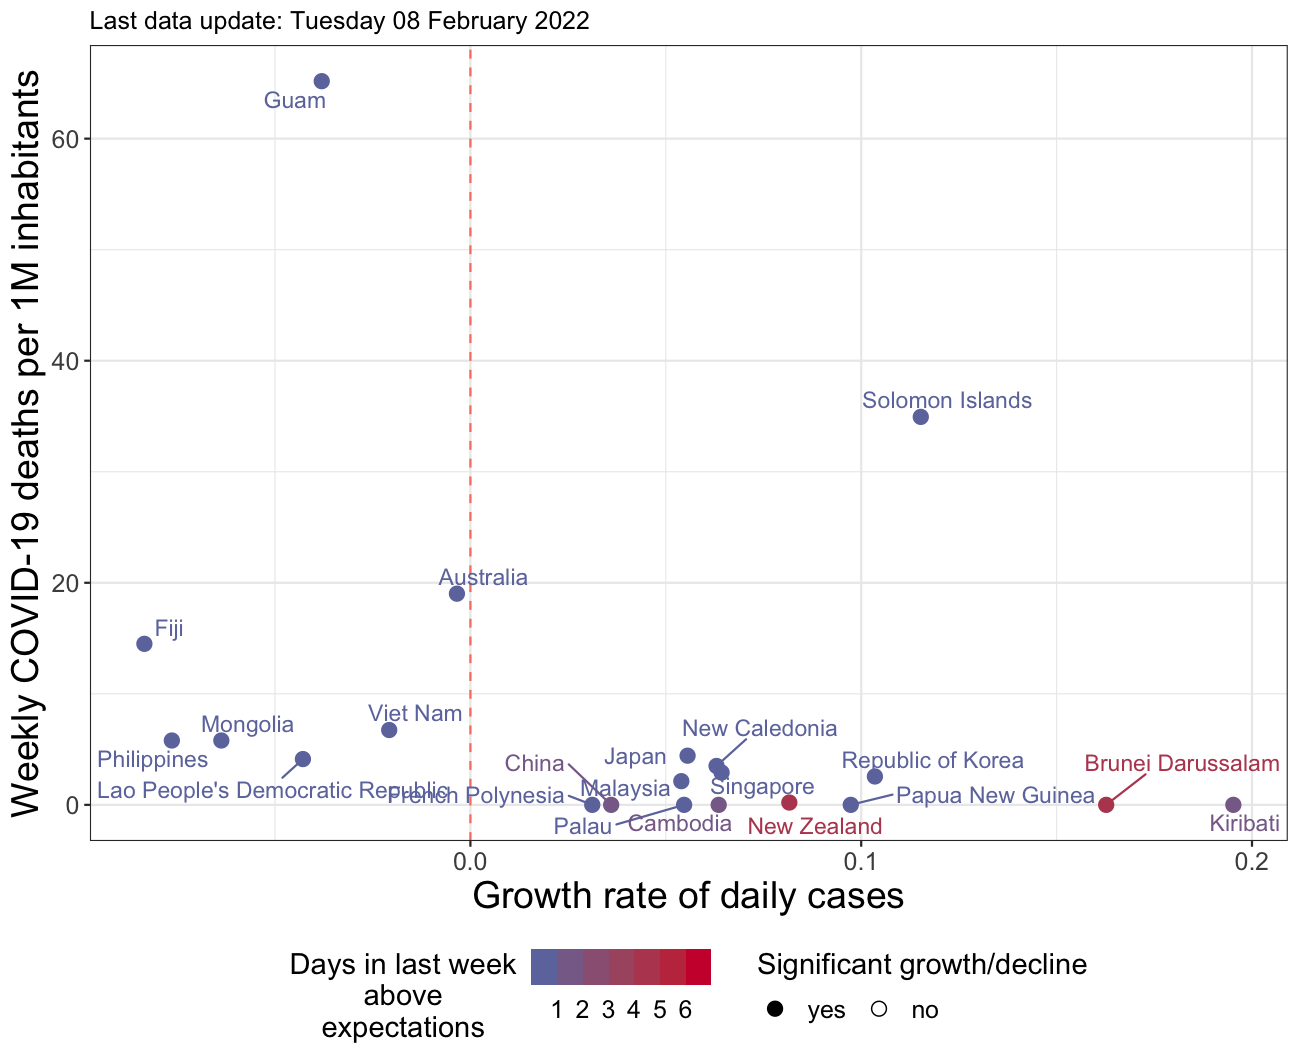 Last data update: Tuesday 08 February 2022
Weekly COVID-19 deaths per 1M inhabitants
60
40
20
0
Guam
Solomon Islands
Australia
Fiji
Viet Nam
Mongolia
New Caledonia
Philippines
Japan
Republic of Korea
China
Brunei Darussalam
Lao People's Democratic Republic
Malaysia
Singapore
French Polynesia
Papua New Guinea
Palau
Cambodia
New Zealand
Kiribati
0.0
0.1
0.2
Growth rate of daily cases
Days in last week
above
expectations
1 2 3 4 5 6
Significant growth/decline
yes
no